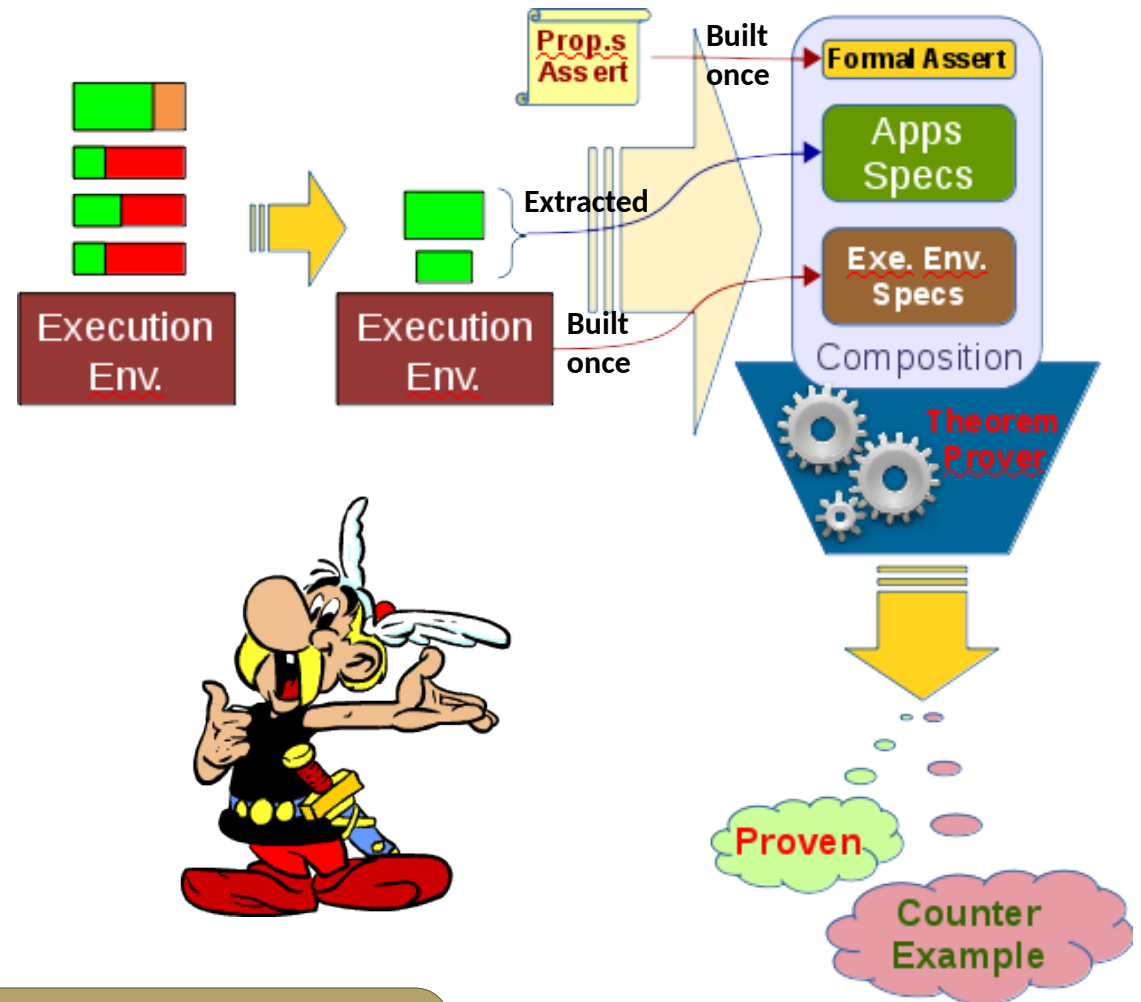 Prop.s
Assert
Built
once
Formal Assert
Apps
Specs
Extracted
Exe. Env.
Specs
Execution
Env.
Execution
Env.
Built
once
Composition
Theorem
Prover
Proven
Counter
Example